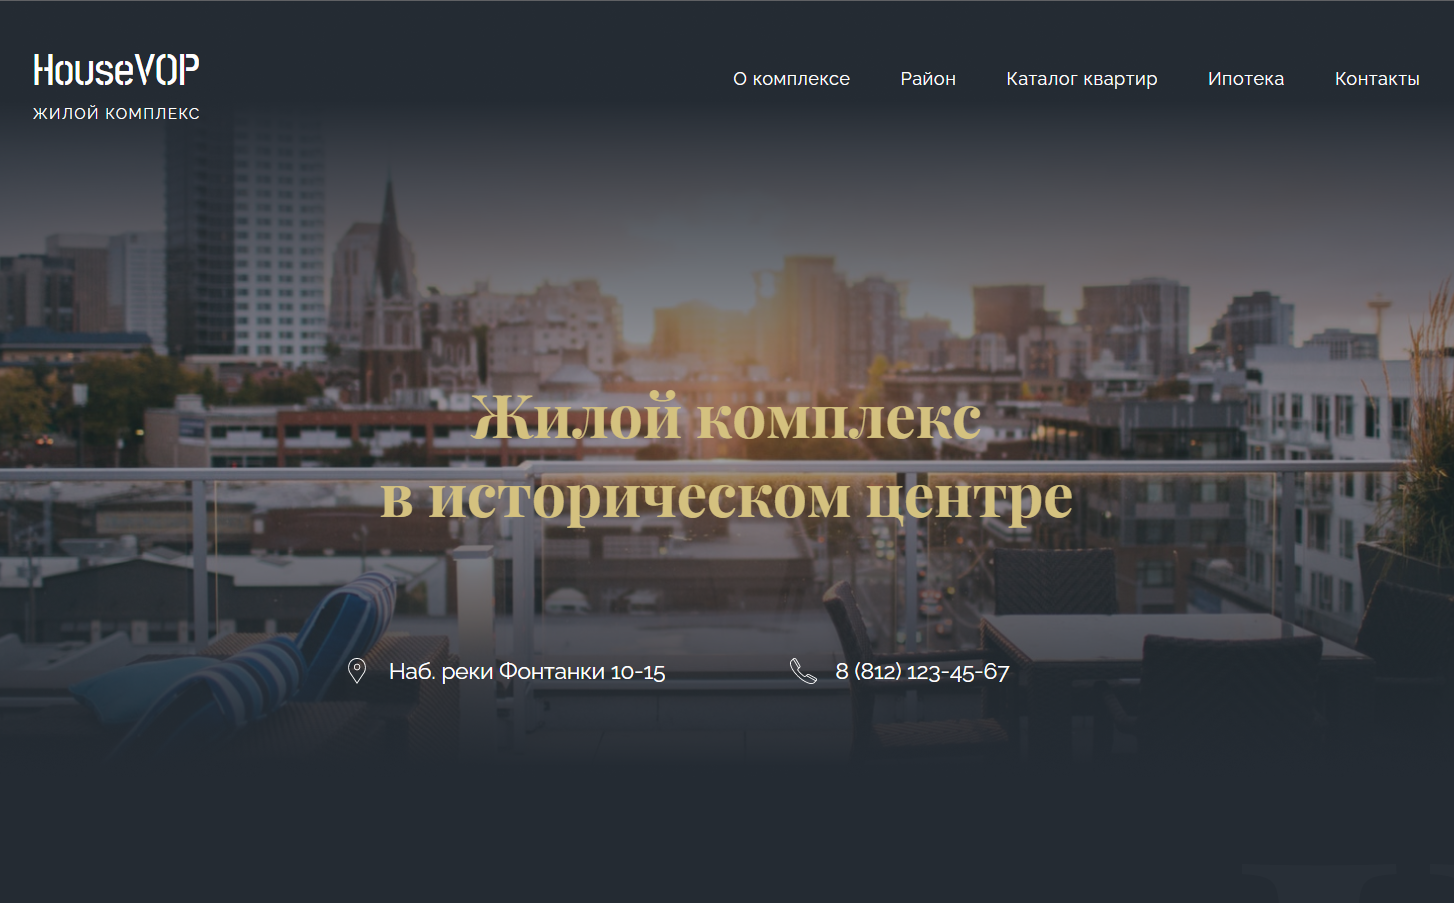 HouseVOP
ЖИЛОЙ КОМПЛЕКС
О комплексе Район Каталог квартир Ипотека Контакты
Жилой комплекс
в историческом центре
Наб. реки Фонтанки 10-15 8 (812) 123-45-67